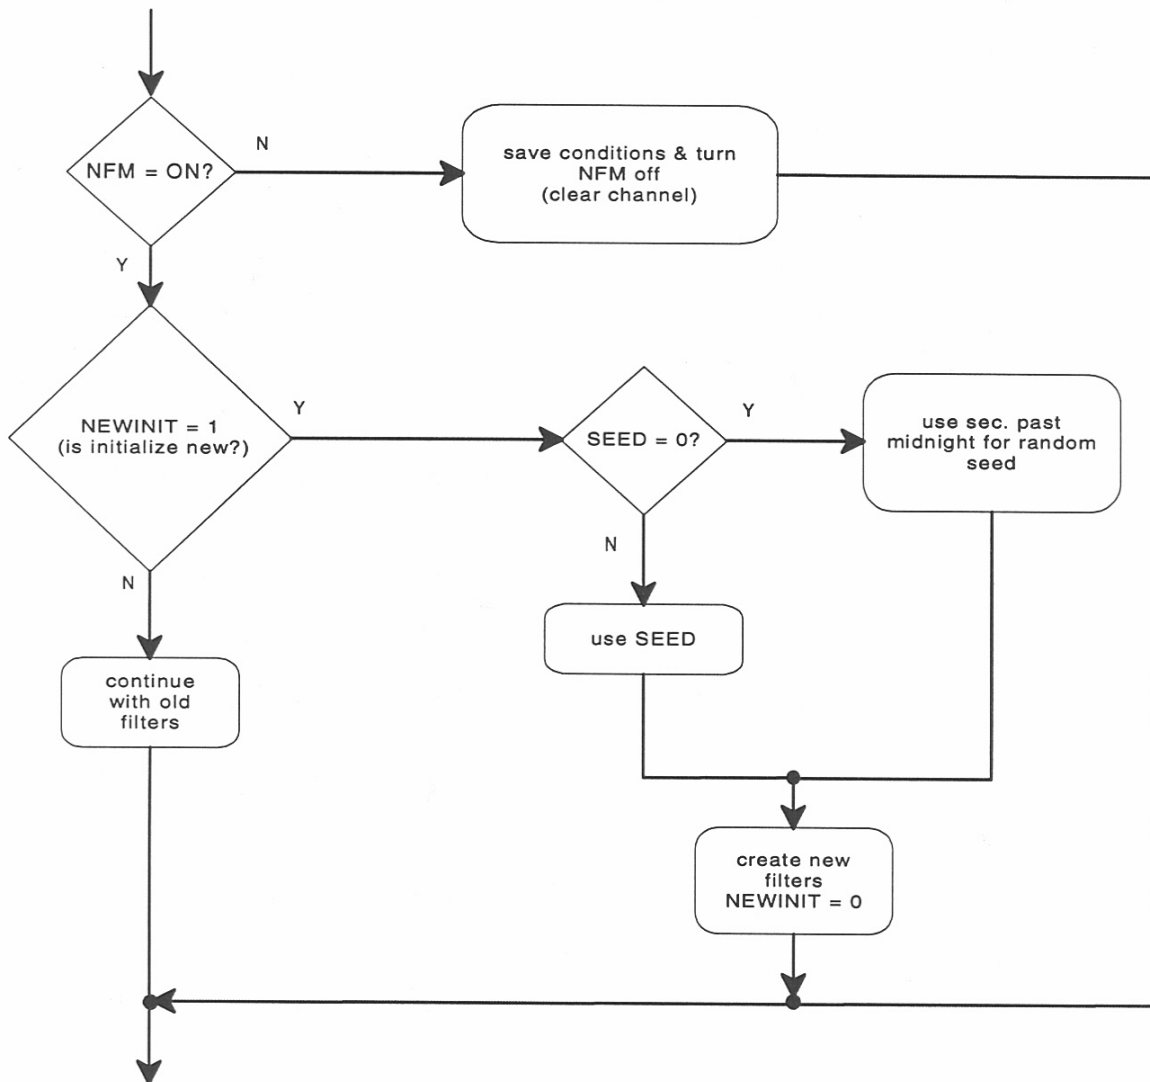 NFM = ON?
N
save conditions & turn
NFM off
(clear channel)
Y
NEWINIT = 1
(is initialize new?)
Y
SEED = 0?
Y
use sec. past
midnight for random
seed
N
N
use SEED
continue
with old
filters
create new
filters
NEWINIT = 0